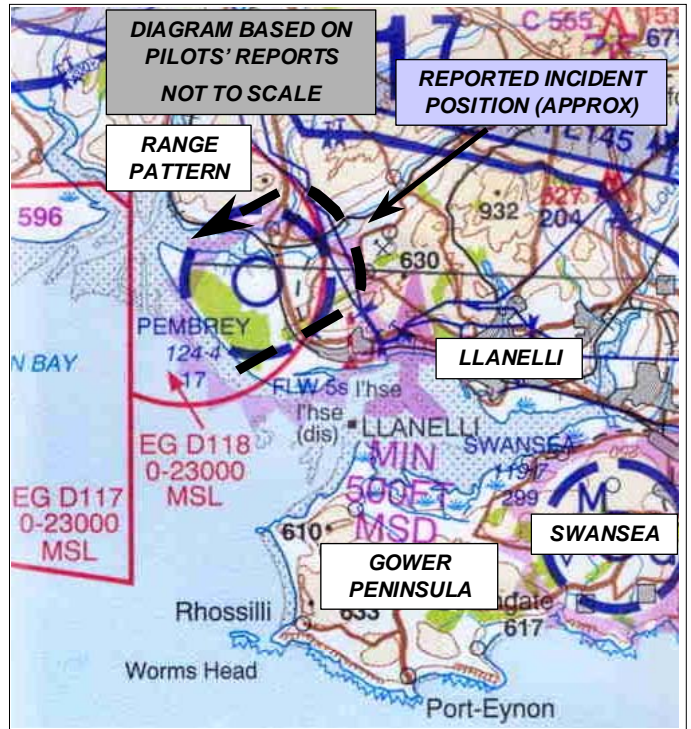 DIAGRAM BASED ON
PILOTS' REPORTS
NOT TO SCALE
C 555
17
REPORTED INCIDENT
POSITION (APPROX)
RANGE
PATTERN
596
932
204
630
PEMBREY
124·4
17
LLANELLI
N BAY
FLW 5s l'hse
l'hse
(dis)
LLANELLI
EG D118
0-23000
MSL
MIN
500FT
MSD
SWANSEA
299
EG D117
0-23000
MSL
SWANSEA
610
GOWER
PENINSULA
633
617
Rhossilli
Worms Head
Port-Eynon